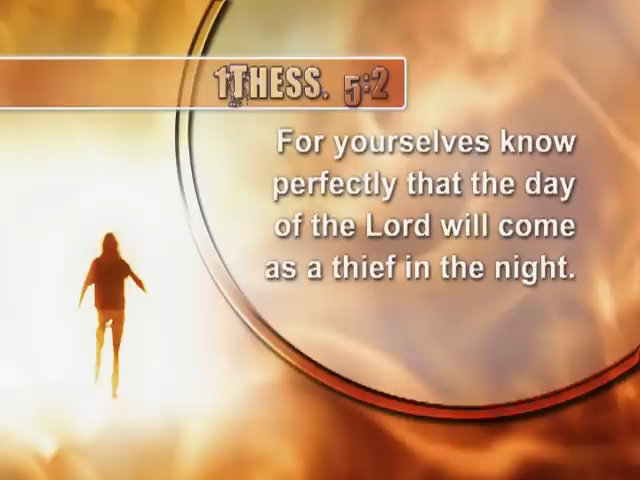 1THESS. 5:2
For yourselves know
perfectly that the day
of the Lord will come
as a thief in the night.